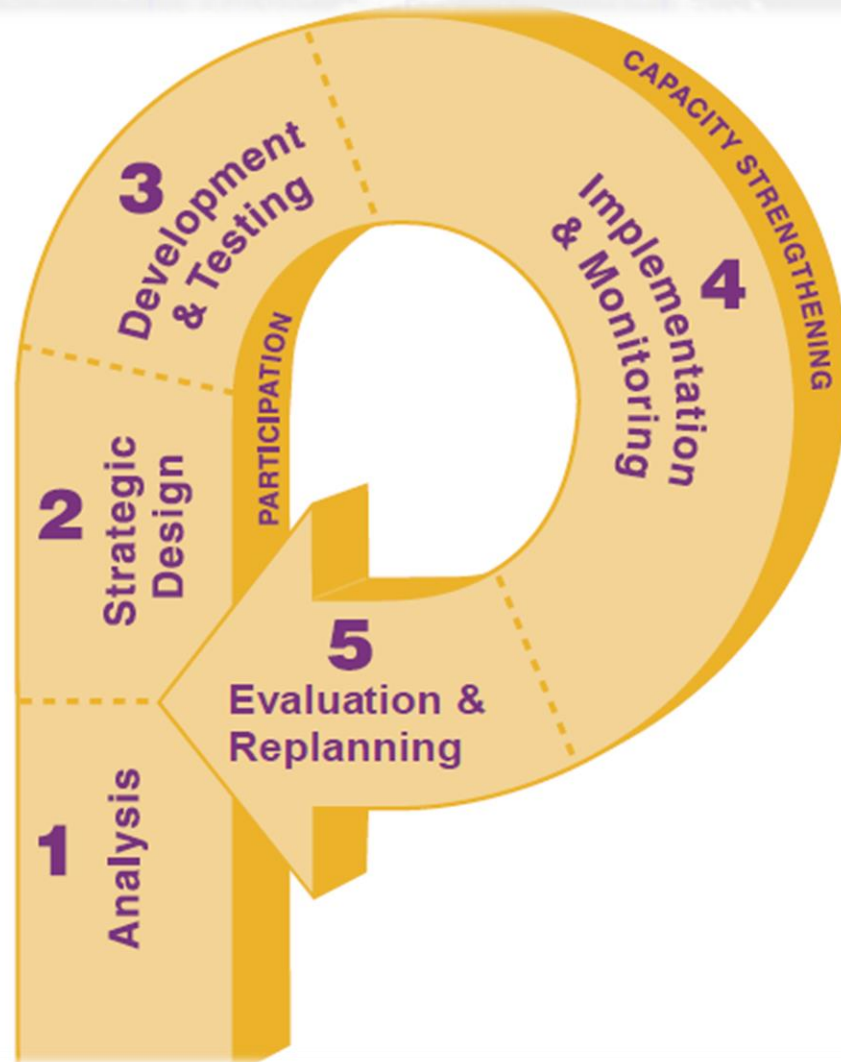 1
Analysis
2
Strategic
Design
3
Development
& Testing
4
Implementation
& Monitoring
5
Evaluation &
Replanning
PARTICIPATION
CAPACITY STRENGTHENING